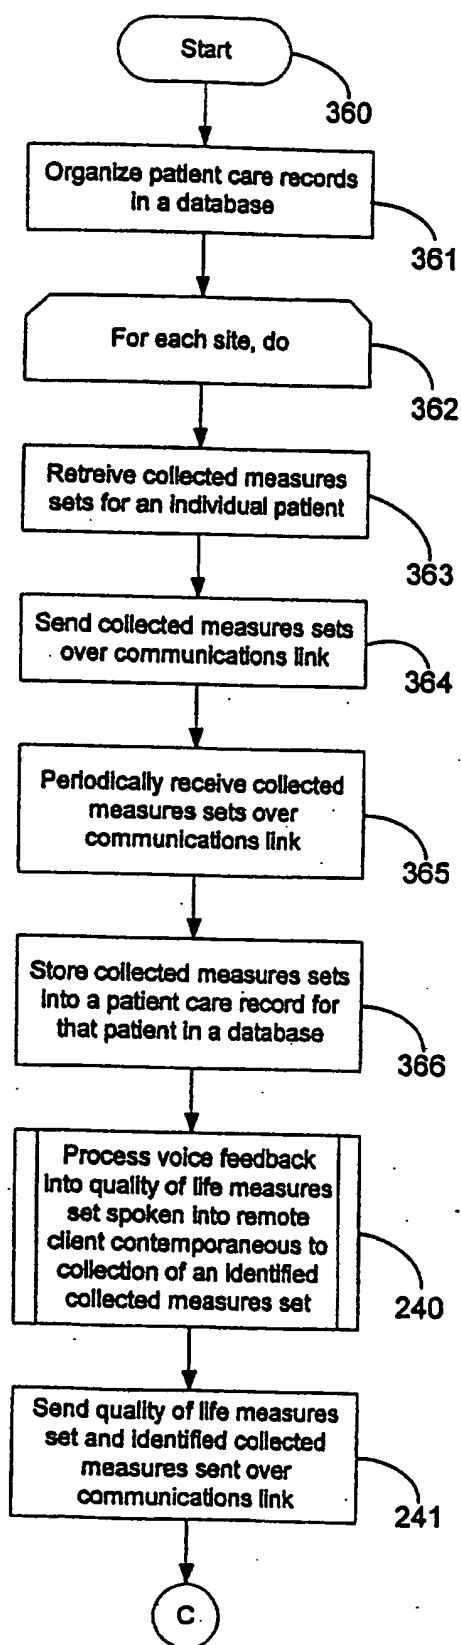 Start
360
Organize patient care records
in a database
361
For each site, do
362
Retreive collected measures
sets for an individual patient
363
Send collected measures sets
over communications link
364
Periodically receive collected
measures sets over
communications link
365
Store collected measures sets
into a patient care record for
that patient in a database
366
Process voice feedback
into quality of life measures
set spoken into remote
client contemporaneous to
collection of an identified
collected measures set
240
Send quality of life measures
set and identified collected
measures sent over
communications link
241
C